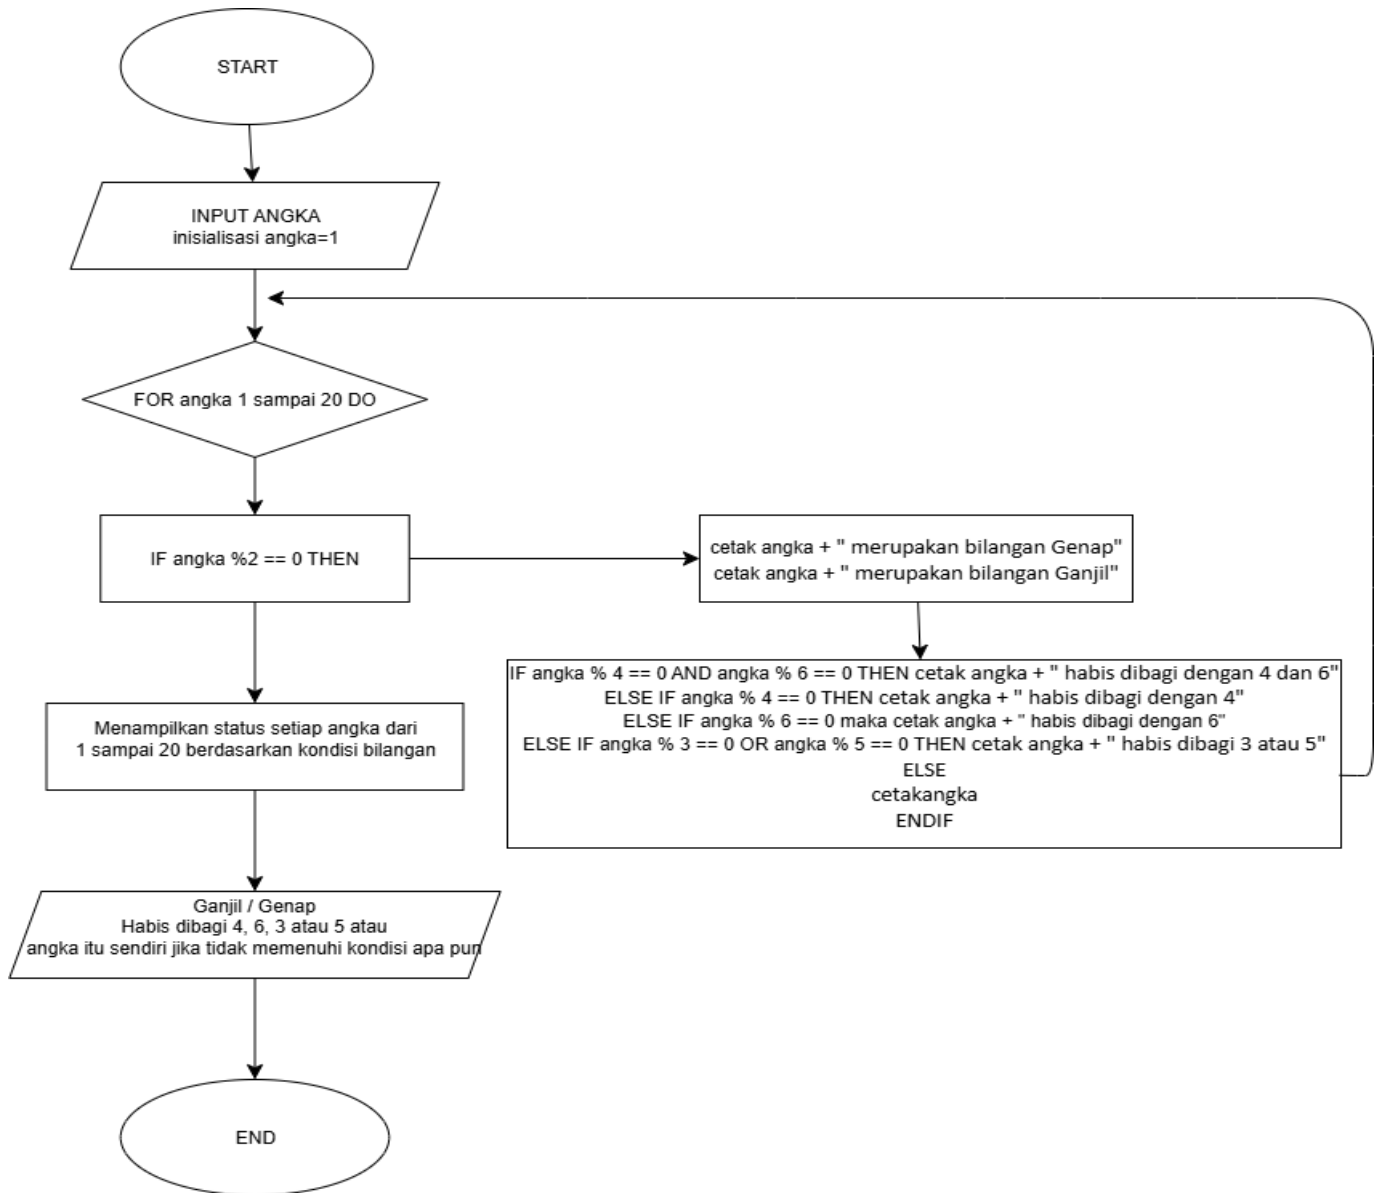 START
INPUT ANGKA
inisialisasi angka=1
FOR angka 1 sampai 20 DO
IF angka %2 == 0 THEN
cetak angka + " merupakan bilangan Genap"
cetak angka + " merupakan bilangan Ganjil"
IF angka % 4 == 0 AND angka % 6 == 0 THEN cetak angka + " habis dibagi dengan 4 dan 6"
ELSE IF angka % 4 == 0 THEN cetak angka + " habis dibagi dengan 4"
ELSE IF angka % 6 == 0 maka cetak angka + " habis dibagi dengan 6"
ELSE IF angka % 3 == 0 OR angka % 5 == 0 THEN cetak angka + " habis dibagi 3 atau 5"
ELSE
cetakangka
ENDIF
Menampilkan status setiap angka dari
1 sampai 20 berdasarkan kondisi bilangan
Ganjil / Genap
Habis dibagi 4, 6, 3 atau 5 atau
angka itu sendiri jika tidak memenuhi kondisi apa pun
END